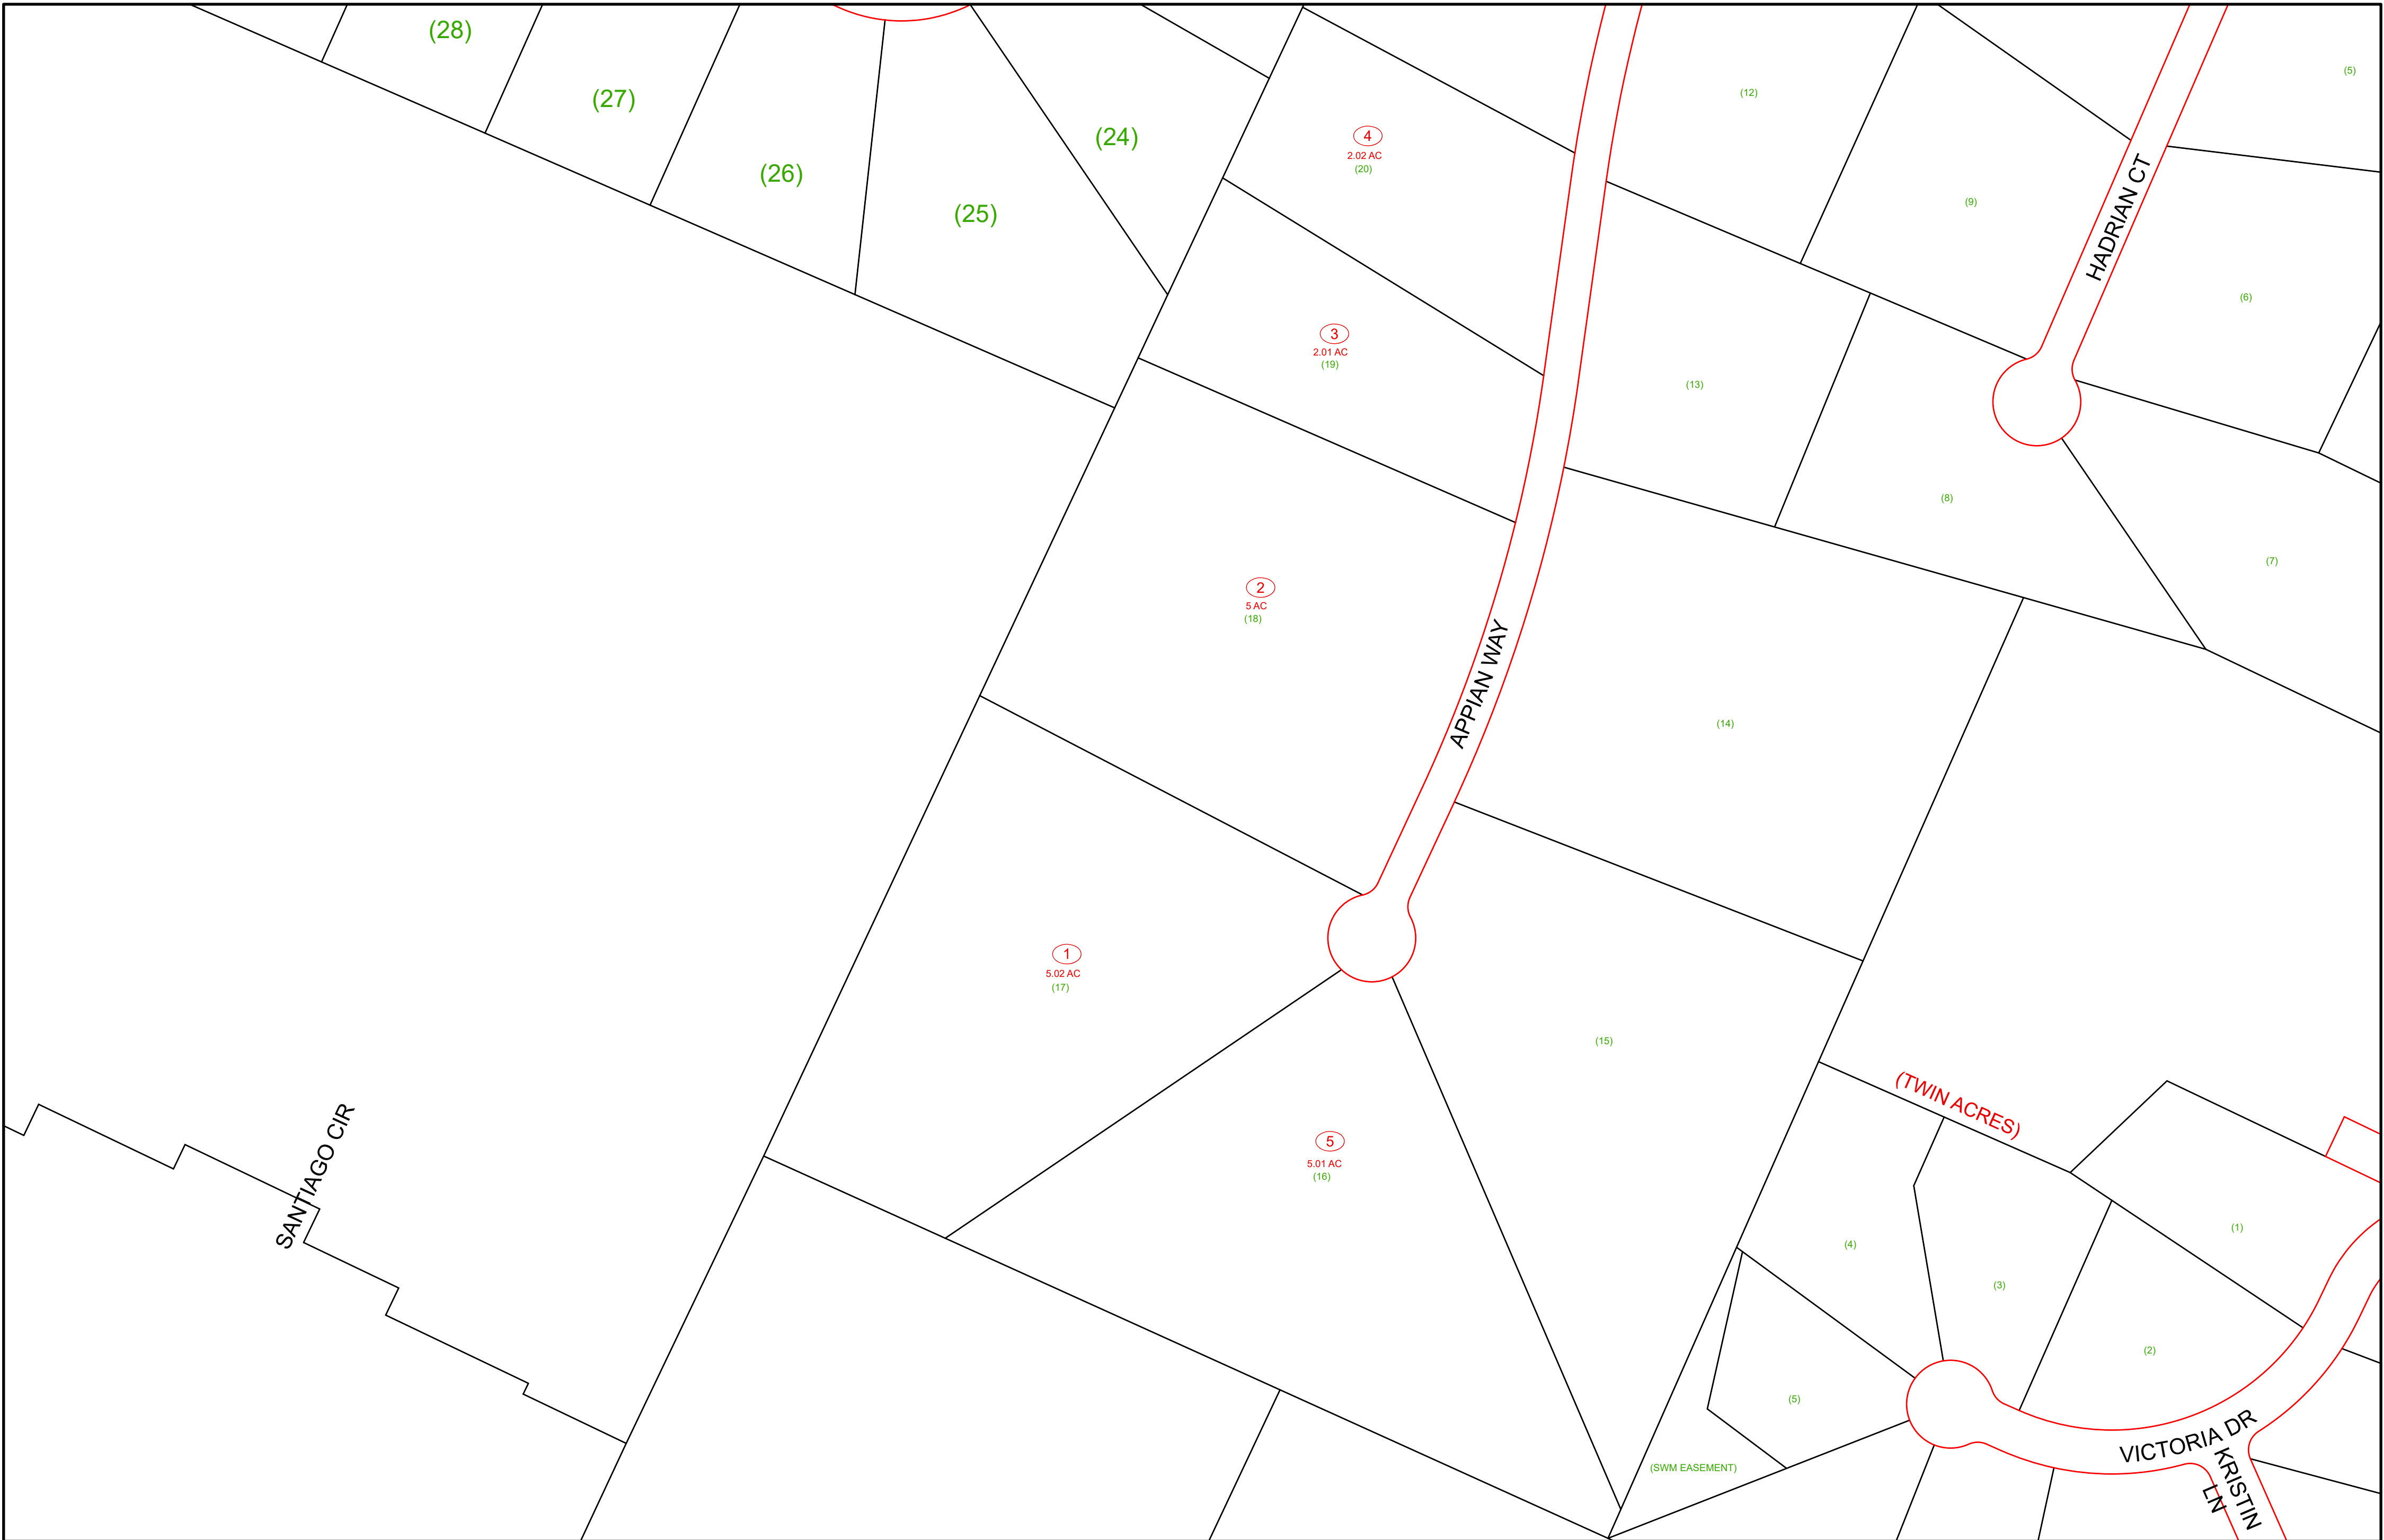 (28)
(27)
(26)
(25)
(24)
4
2.02 AC
(20)
3
2.01 AC
(19)
2
5 AC
(18)
1
5.02 AC
(17)
5
5.01 AC
(16)
APPIAN WAY
(12)
(13)
(14)
(15)
(9)
(8)
HADRIAN CT
(5)
(6)
(7)
(TWIN ACRES)
(1)
(2)
(3)
(4)
(5)
(SWM EASEMENT)
VICTORIA DR
KRISTIN
LN
SANTIAGO CIR